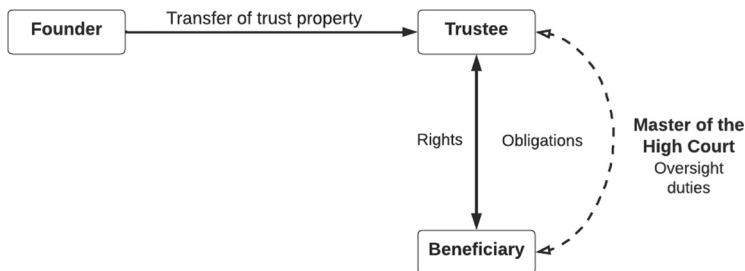 Founder
Transfer of trust property
Trustee
Rights
Obligations
Master of the
High Court
Oversight
duties
Beneficiary